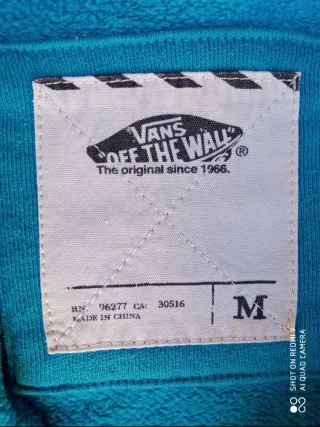 VANS
"OFF THE WALL"®
The original since 1966.
RN 96277 CA: 30516
MADE IN CHINA
M
SHOT ON REDMI 9
AI QUAD CAMERA